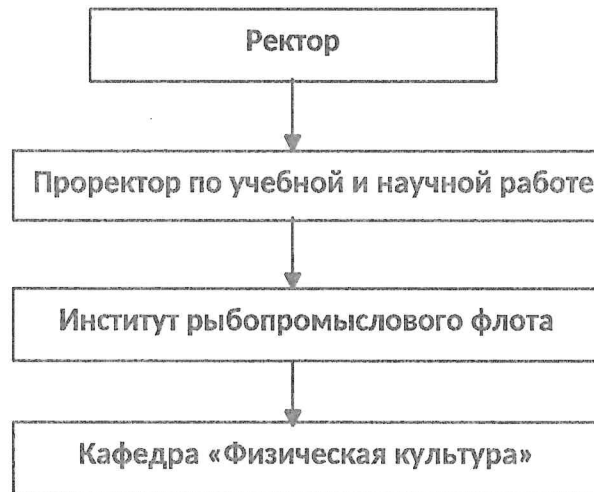 Ректор
Проректор по учебной и научной работе
Институт рыбопромыслового флота
Кафедра «Физическая культура»